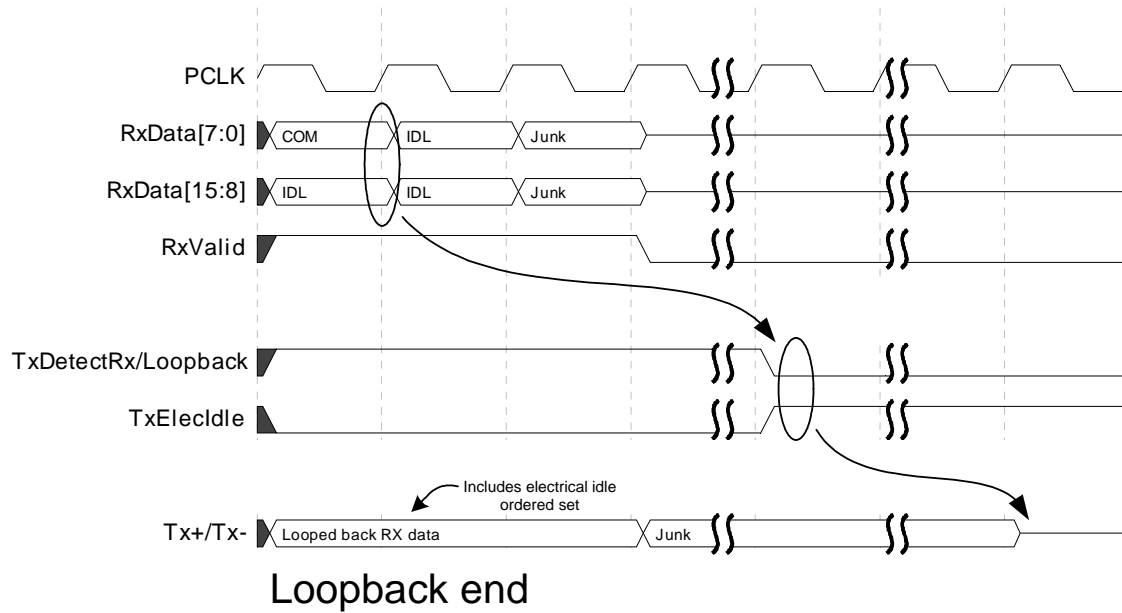 PCLK
RxData[7:0] COM IDL Junk
RxData[15:8] IDL IDL Junk
RxValid
TxDetectRx/Loopback
TxElecIdle
Includes electrical idle
ordered set
Tx+/Tx- Looped back RX data Junk
Loopback end